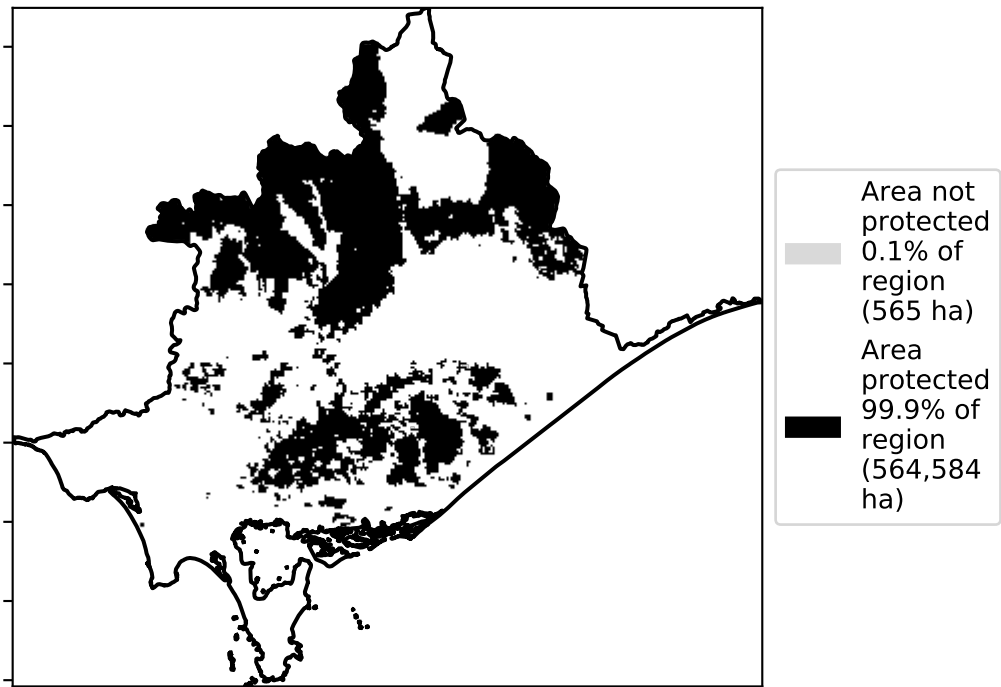 Area not
protected
0.1% of
region
(565 ha)
Area
protected
99.9% of
region
(564,584
ha)